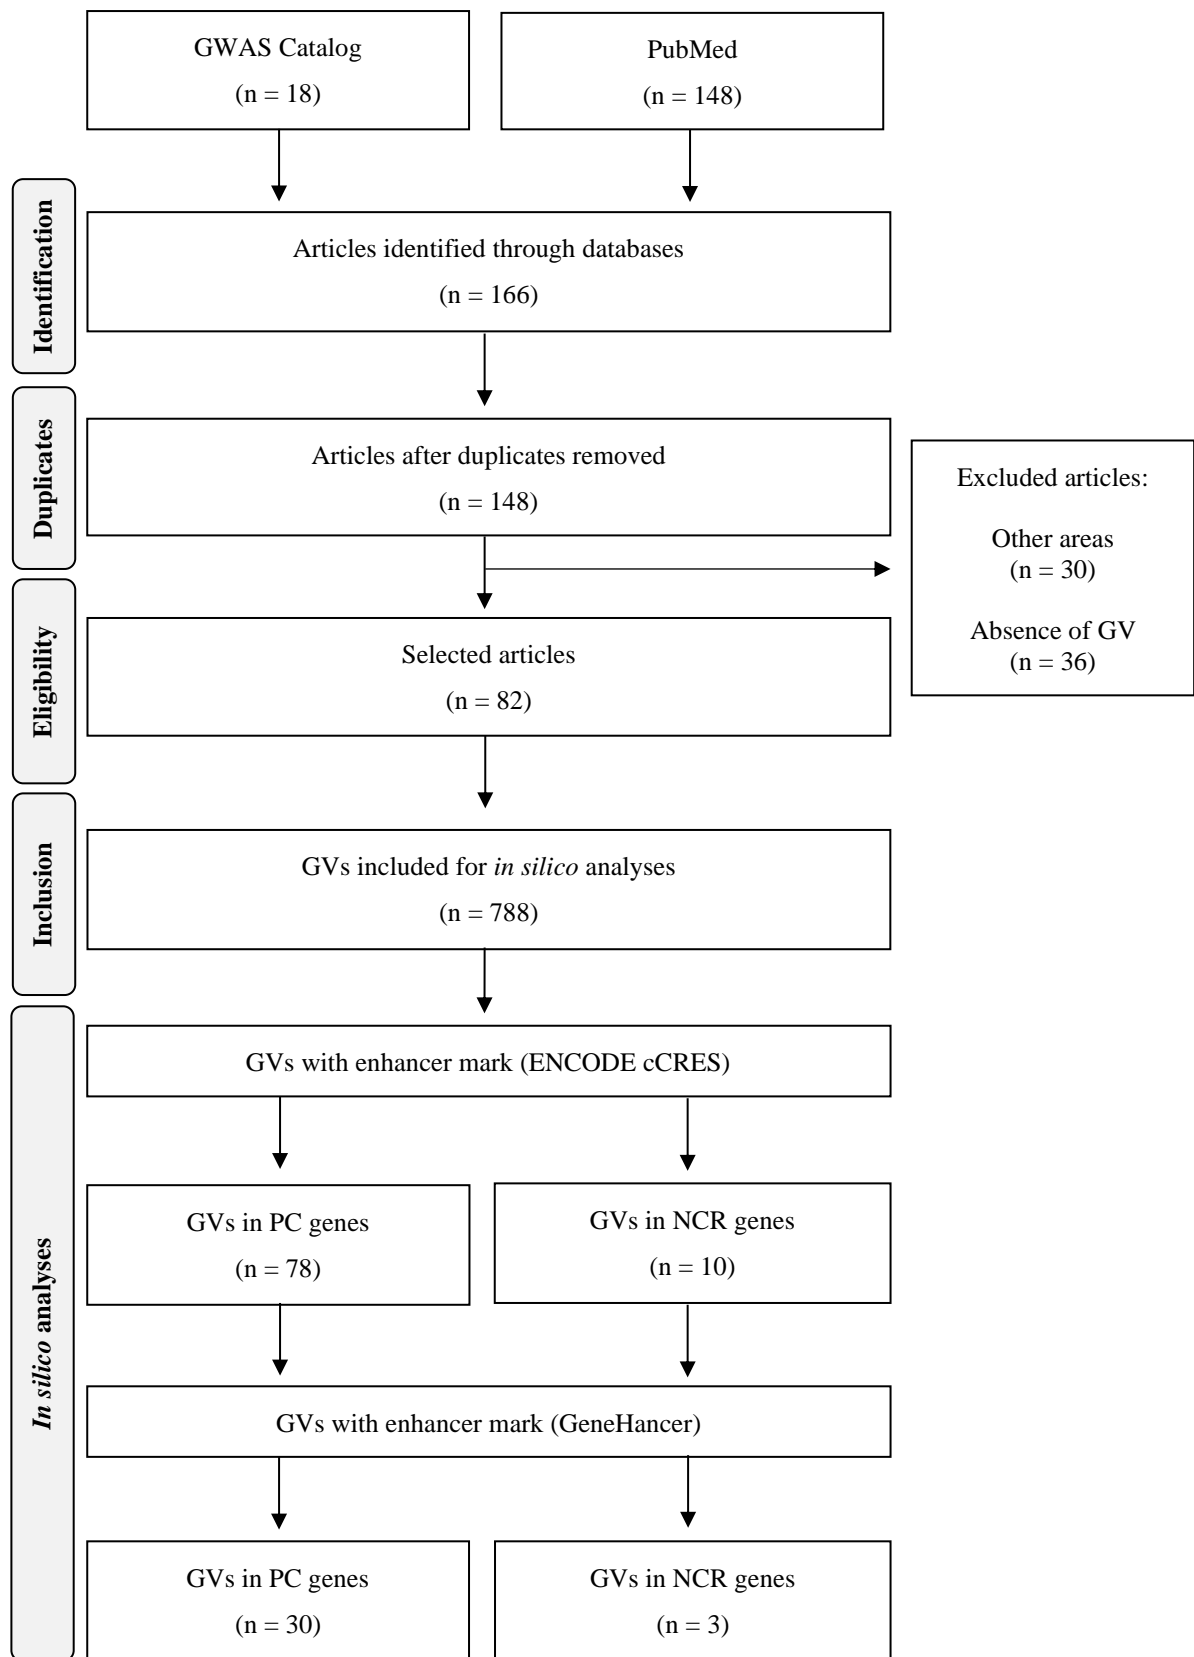 GWAS Catalog
(n = 18)
PubMed
(n = 148)
Identification
Articles identified through databases
(n = 166)
Duplicates
Articles after duplicates removed
(n = 148)
Excluded articles:
Other areas
(n = 30)
Absence of GV
(n = 36)
Eligibility
Selected articles
(n = 82)
Inclusion
GVs included for in silico analyses
(n = 788)
In silico analyses
GVs with enhancer mark (ENCODE cCRES)
GVs in PC genes
(n = 78)
GVs in NCR genes
(n = 10)
GVs with enhancer mark (GeneHancer)
GVs in PC genes
(n = 30)
GVs in NCR genes
(n = 3)